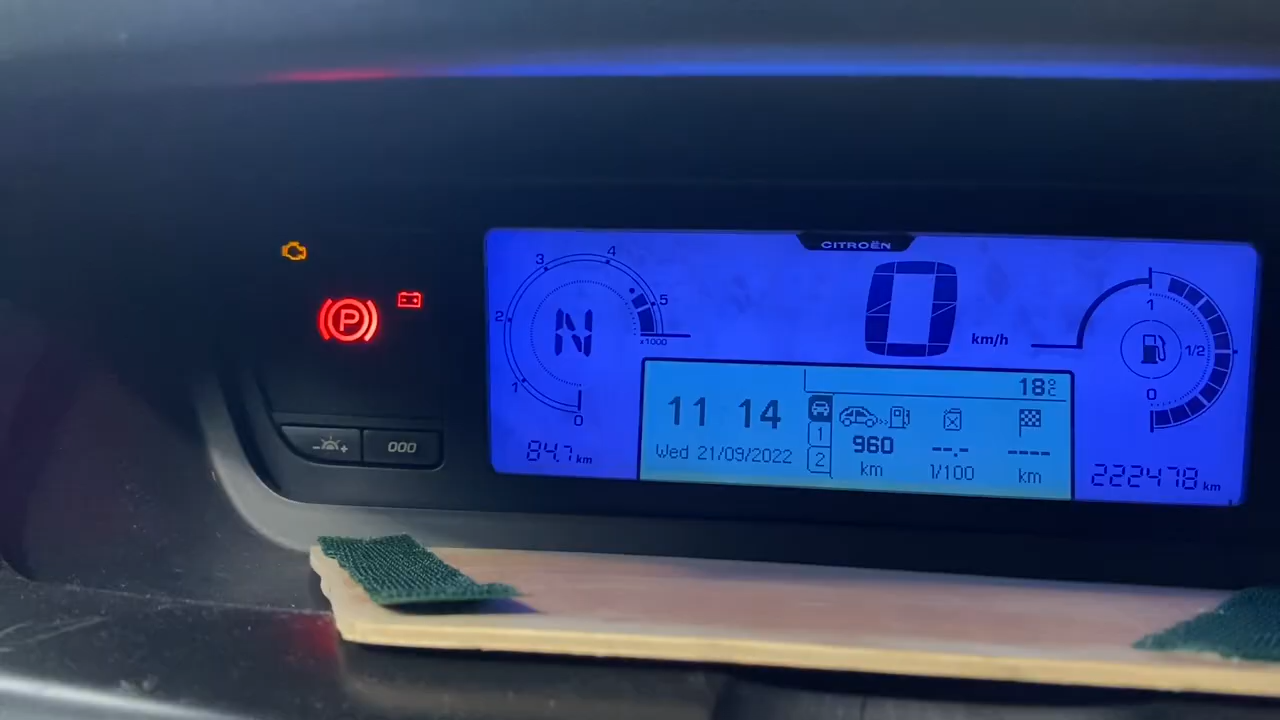 CITROËN
4
3
5
2
x1000
1
0
N
84.7 km
0 km/h
1
1/2
0
18°C
11 14
Wed 21/09/2022
1
2
960
km
--.-
1/100
----
km
222478 km
P
000